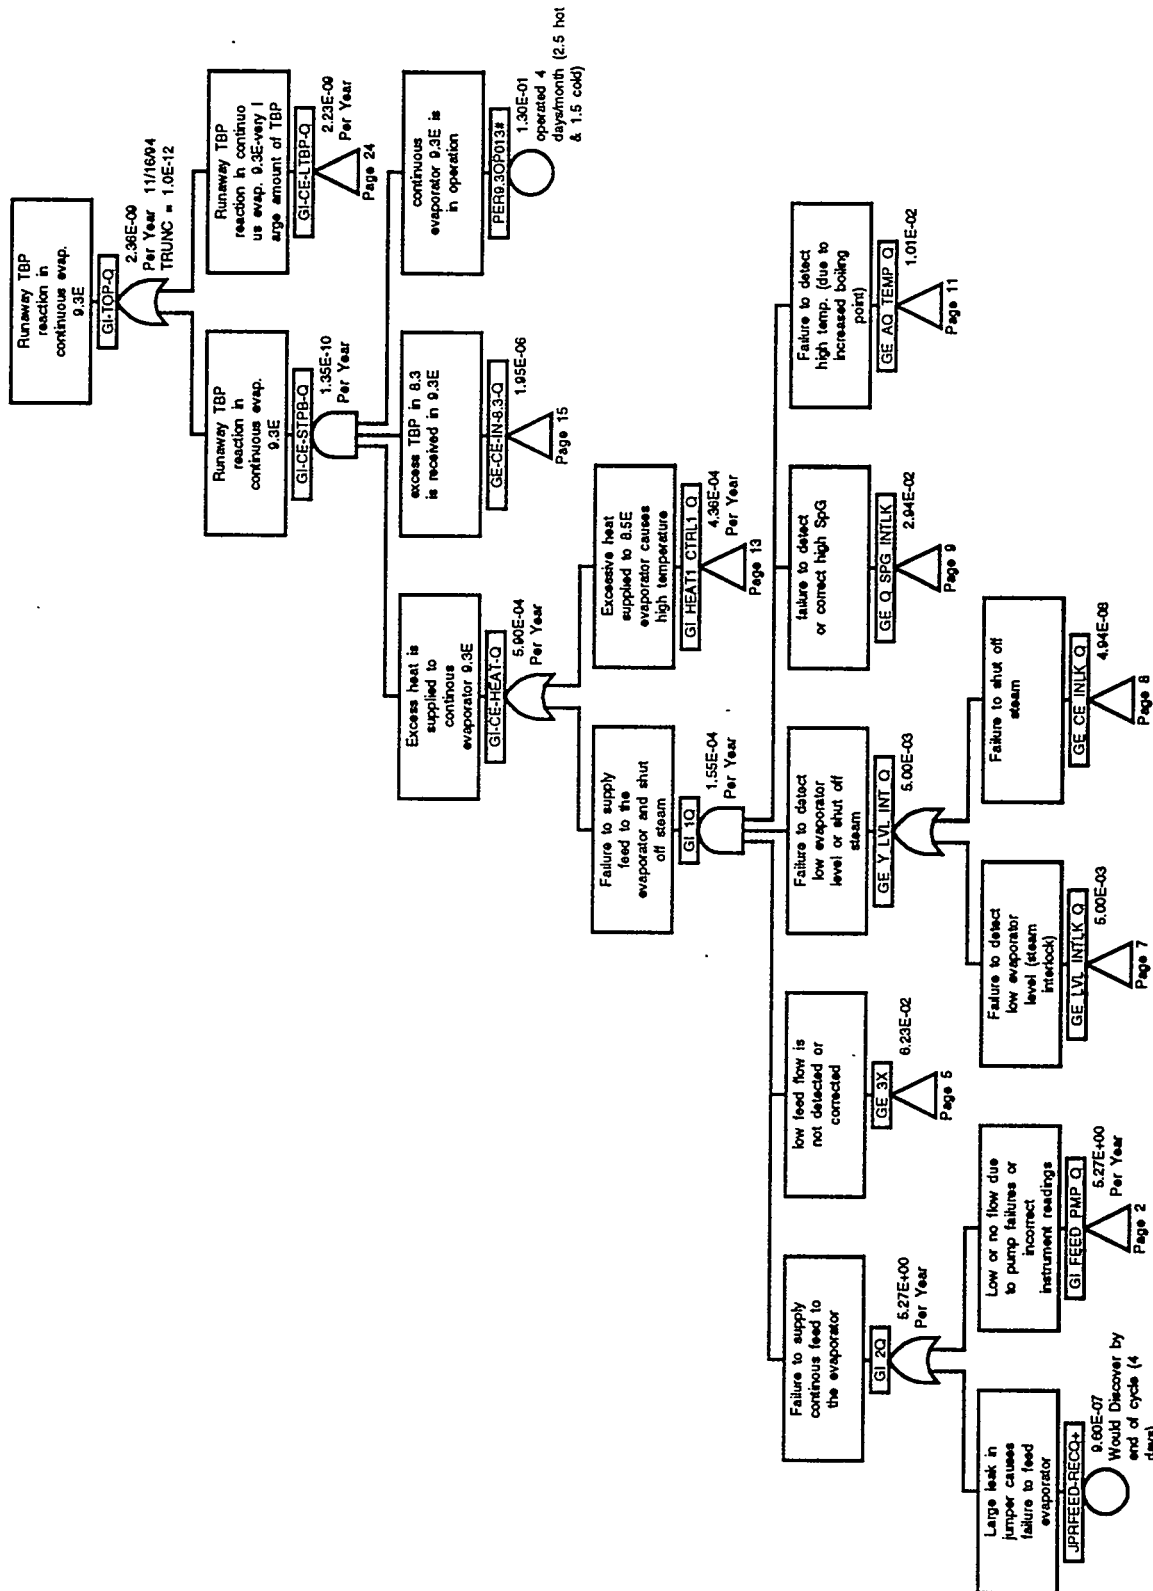 Runaway TBP
reaction in
continuous evap.
9.3E
GI-TOP-Q
2.36E-09
Per Year 11/16/94
TRUNC = 1.0E-12
Runaway TBP
reaction in
continuous evap.
9.3E
GI-CE-STPB-Q
1.35E-10
Per Year
Runaway TBP
reaction in continuo
us evap. 9.3E-very l
arge amount of TBP
GI-CE-LTBP-Q
2.23E-09
Per Year
Page 24
Excess heat is
supplied to
continous
evaporator 9.3E
GI-CE-HEAT-Q
5.90E-04
Per Year
excess TBP in 8.3
is received in 9.3E
GE-CE-IN-8.3-Q
1.95E-06
Page 15
continuous
evaporator 9.3E is
in operation
PER9.3OP013#
1.30E-01
operated 4
days/month (2.5 hot
& 1.5 cold)
Failure to supply
feed to the
evaporator and shut
off steam
GI 1Q
1.55E-04
Per Year
Excessive heat
supplied to 8.5E
evaporator causes
high temperature
GI HEAT1 CTRL1 Q
4.36E-04
Per Year
Page 13
Failure to supply
continous feed to
the evaporator
GI 2Q
5.27E+00
Per Year
low feed flow is
not detected or
corrected
GE 3X
6.23E-02
Page 5
Failure to detect
low evaporator
level or shut off
steam
GE Y LVL INT Q
5.00E-03
failure to detect
or correct high SpG
GE Q SPG INTLK
2.94E-02
Page 9
Failure to detect
high temp. (due to
increased boiling
point)
GE AQ TEMP Q
1.01E-02
Page 11
Large leak in
jumper causes
failure to feed
evaporator
JPRFEED-RECQ+
9.60E-07
Would Discover by
end of cycle (4
days)
Low or no flow due
to pump failures or
incorrect
instrument readings
GI FEED PMP Q
5.27E+00
Per Year
Page 2
Failure to detect
low evaporator
level (steam
interlock)
GE LVL INTLK Q
5.00E-03
Page 7
Failure to shut off
steam
GE CE INLK Q
4.94E-08
Page 8